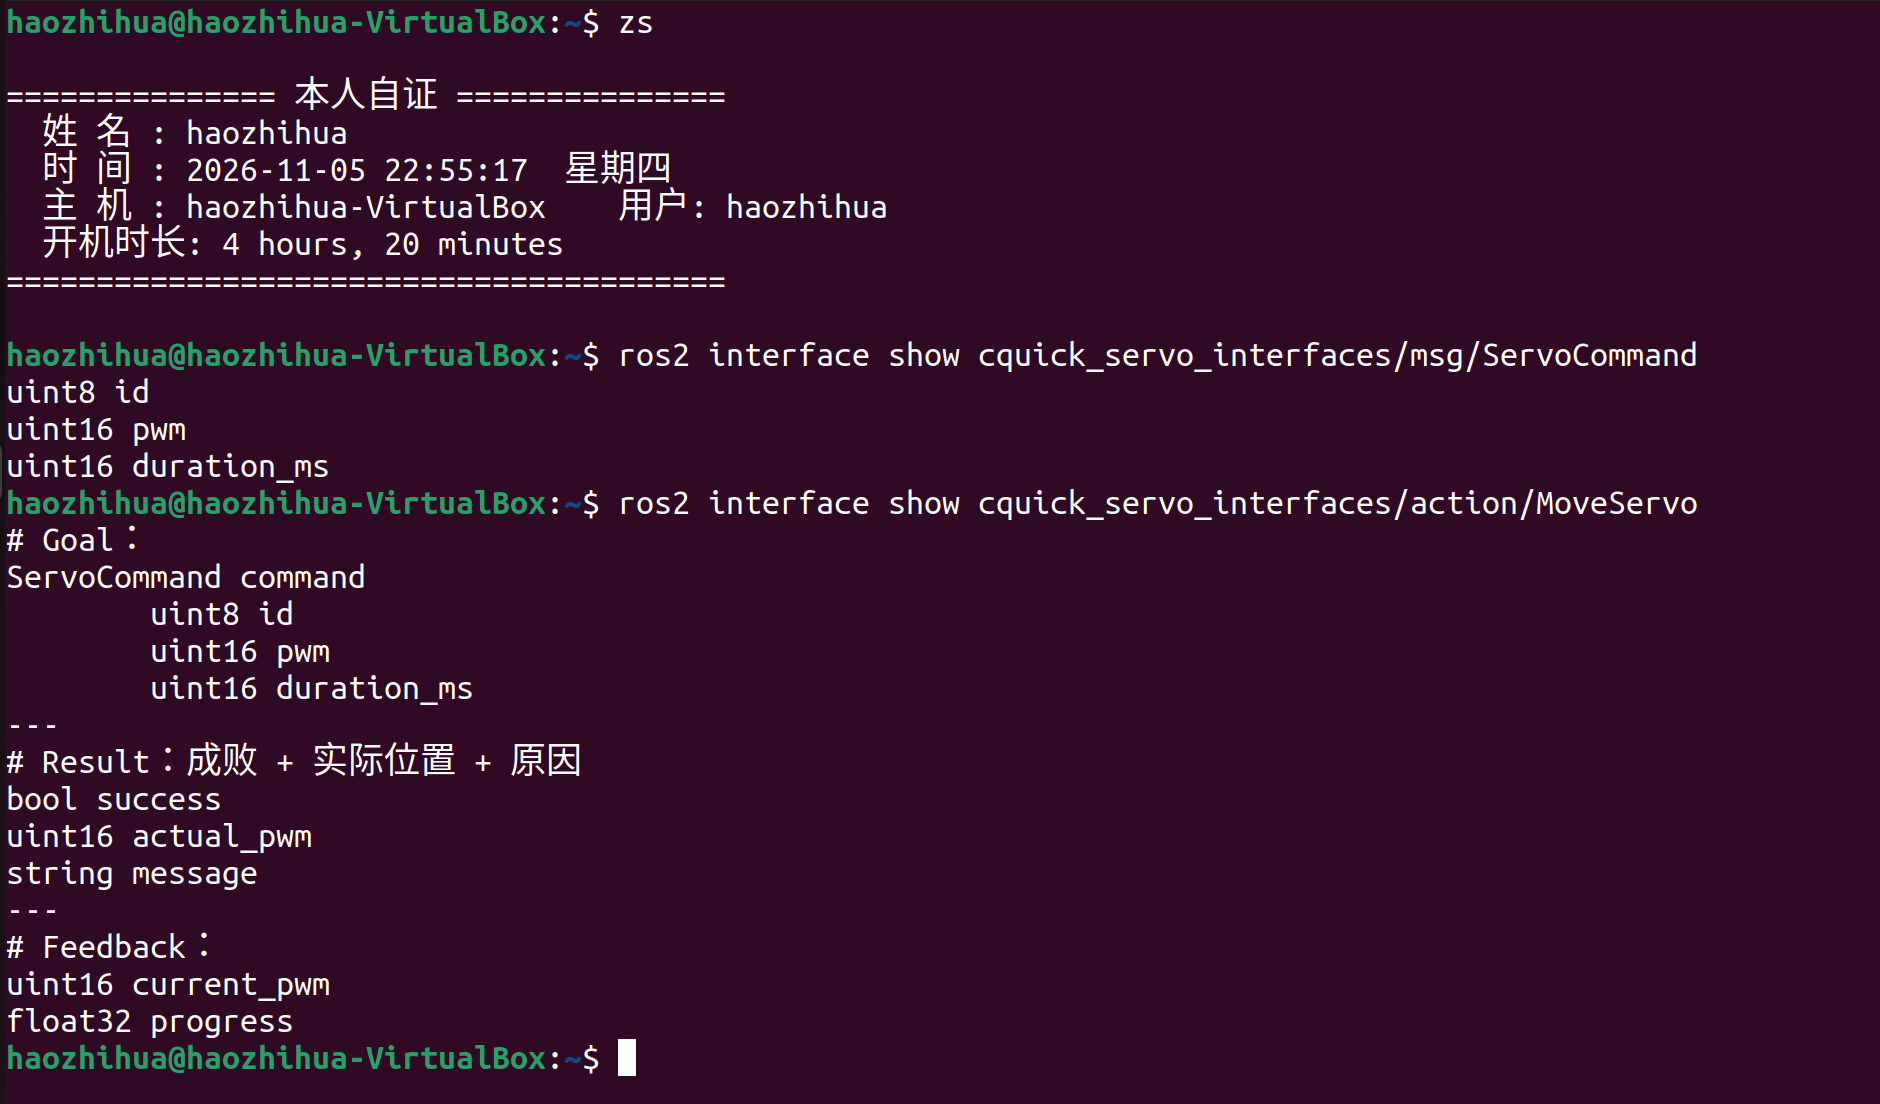 haozhihua@haozhihua-VirtualBox:~$ zs
=============== 本人自证 ===============
姓 名 : haozhihua
时 间 : 2026-11-05 22:55:17  星期四
主 机 : haozhihua-VirtualBox    用户: haozhihua
开机时长: 4 hours, 20 minutes
========================================
haozhihua@haozhihua-VirtualBox:~$ ros2 interface show cquick_servo_interfaces/msg/ServoCommand
uint8 id
uint16 pwm
uint16 duration_ms
haozhihua@haozhihua-VirtualBox:~$ ros2 interface show cquick_servo_interfaces/action/MoveServo
# Goal：
ServoCommand command
	uint8 id
	uint16 pwm
	uint16 duration_ms
---
# Result：成败 + 实际位置 + 原因
bool success
uint16 actual_pwm
string message
---
# Feedback：
uint16 current_pwm
float32 progress
haozhihua@haozhihua-VirtualBox:~$